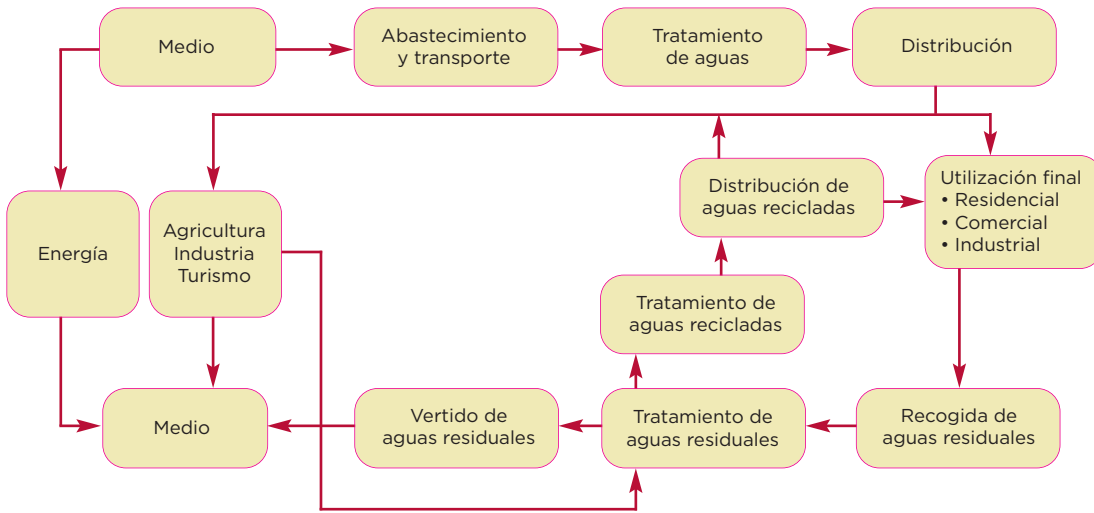 Medio
Abastecimiento
y transporte
Tratamiento
de aguas
Distribución
Energía
Agricultura
Industria
Turismo
Distribución de
aguas recicladas
Utilización final
• Residencial
• Comercial
• Industrial
Tratamiento de
aguas recicladas
Medio
Vertido de
aguas residuales
Tratamiento de
aguas residuales
Recogida de
aguas residuales